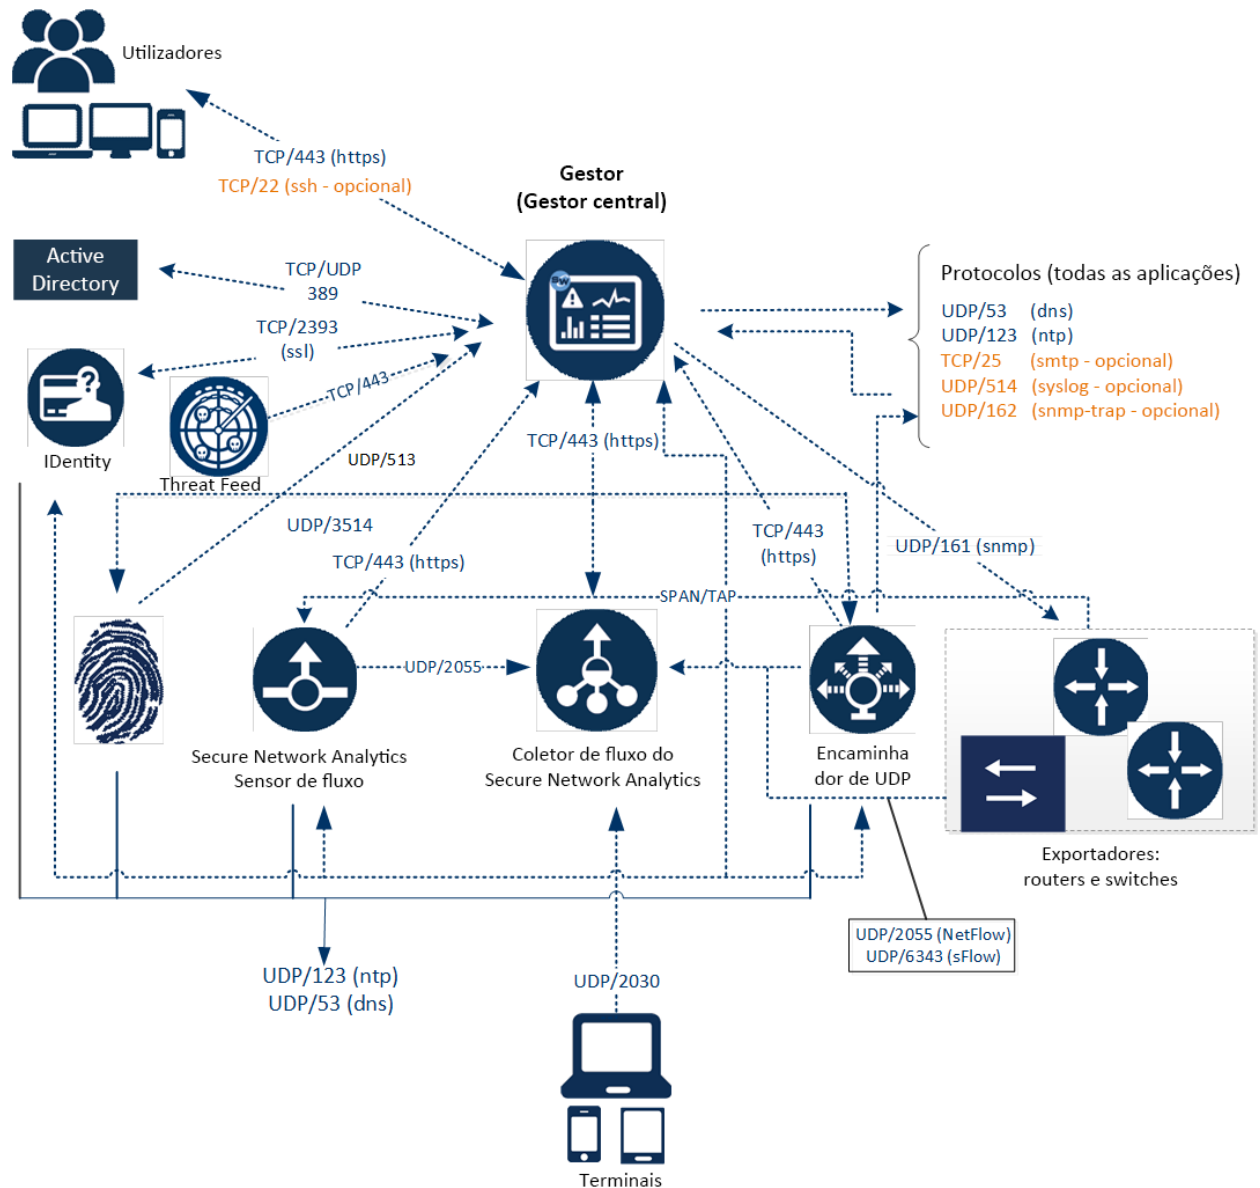 Utilizadores
TCP/443 (https)
TCP/22 (ssh - opcional)
Gestor
(Gestor central)
Active
Directory
TCP/UDP
389
TCP/2393
(ssl)
TCP/443
IDentity
Threat Feed
UDP/513
UDP/3514
TCP/443 (https)
TCP/443 (https)
TCP/443
(https)
Protocolos (todas as aplicações)
UDP/53 (dns)
UDP/123 (ntp)
TCP/25 (smtp - opcional)
UDP/514 (syslog - opcional)
UDP/162 (snmp-trap - opcional)
UDP/161 (snmp)
SPAN/TAP
UDP/2055
Secure Network Analytics
Sensor de fluxo
Coletor de fluxo do
Secure Network Analytics
Encaminha
dor de UDP
Exportadores:
routers e switches
UDP/2055 (NetFlow)
UDP/6343 (sFlow)
UDP/123 (ntp)
UDP/53 (dns)
UDP/2030
Terminais